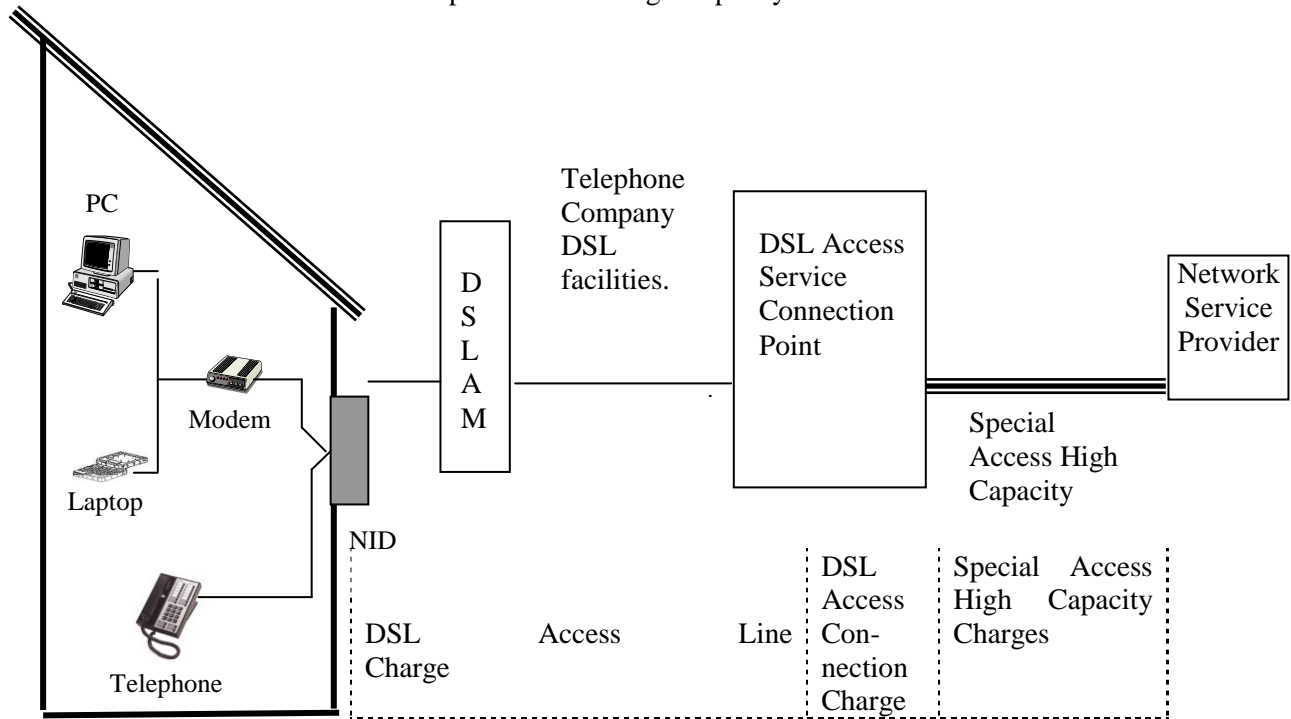 PC
Modem
Laptop
Telephone
NID
D
S
L
A
M
Telephone
Company
DSL
facilities.
DSL Access
Service
Connection
Point
Network
Service
Provider
Special
Access High
Capacity
DSL Access Line
Charge
DSL
Access
Con-
nection
Charge
Special Access
High Capacity
Charges